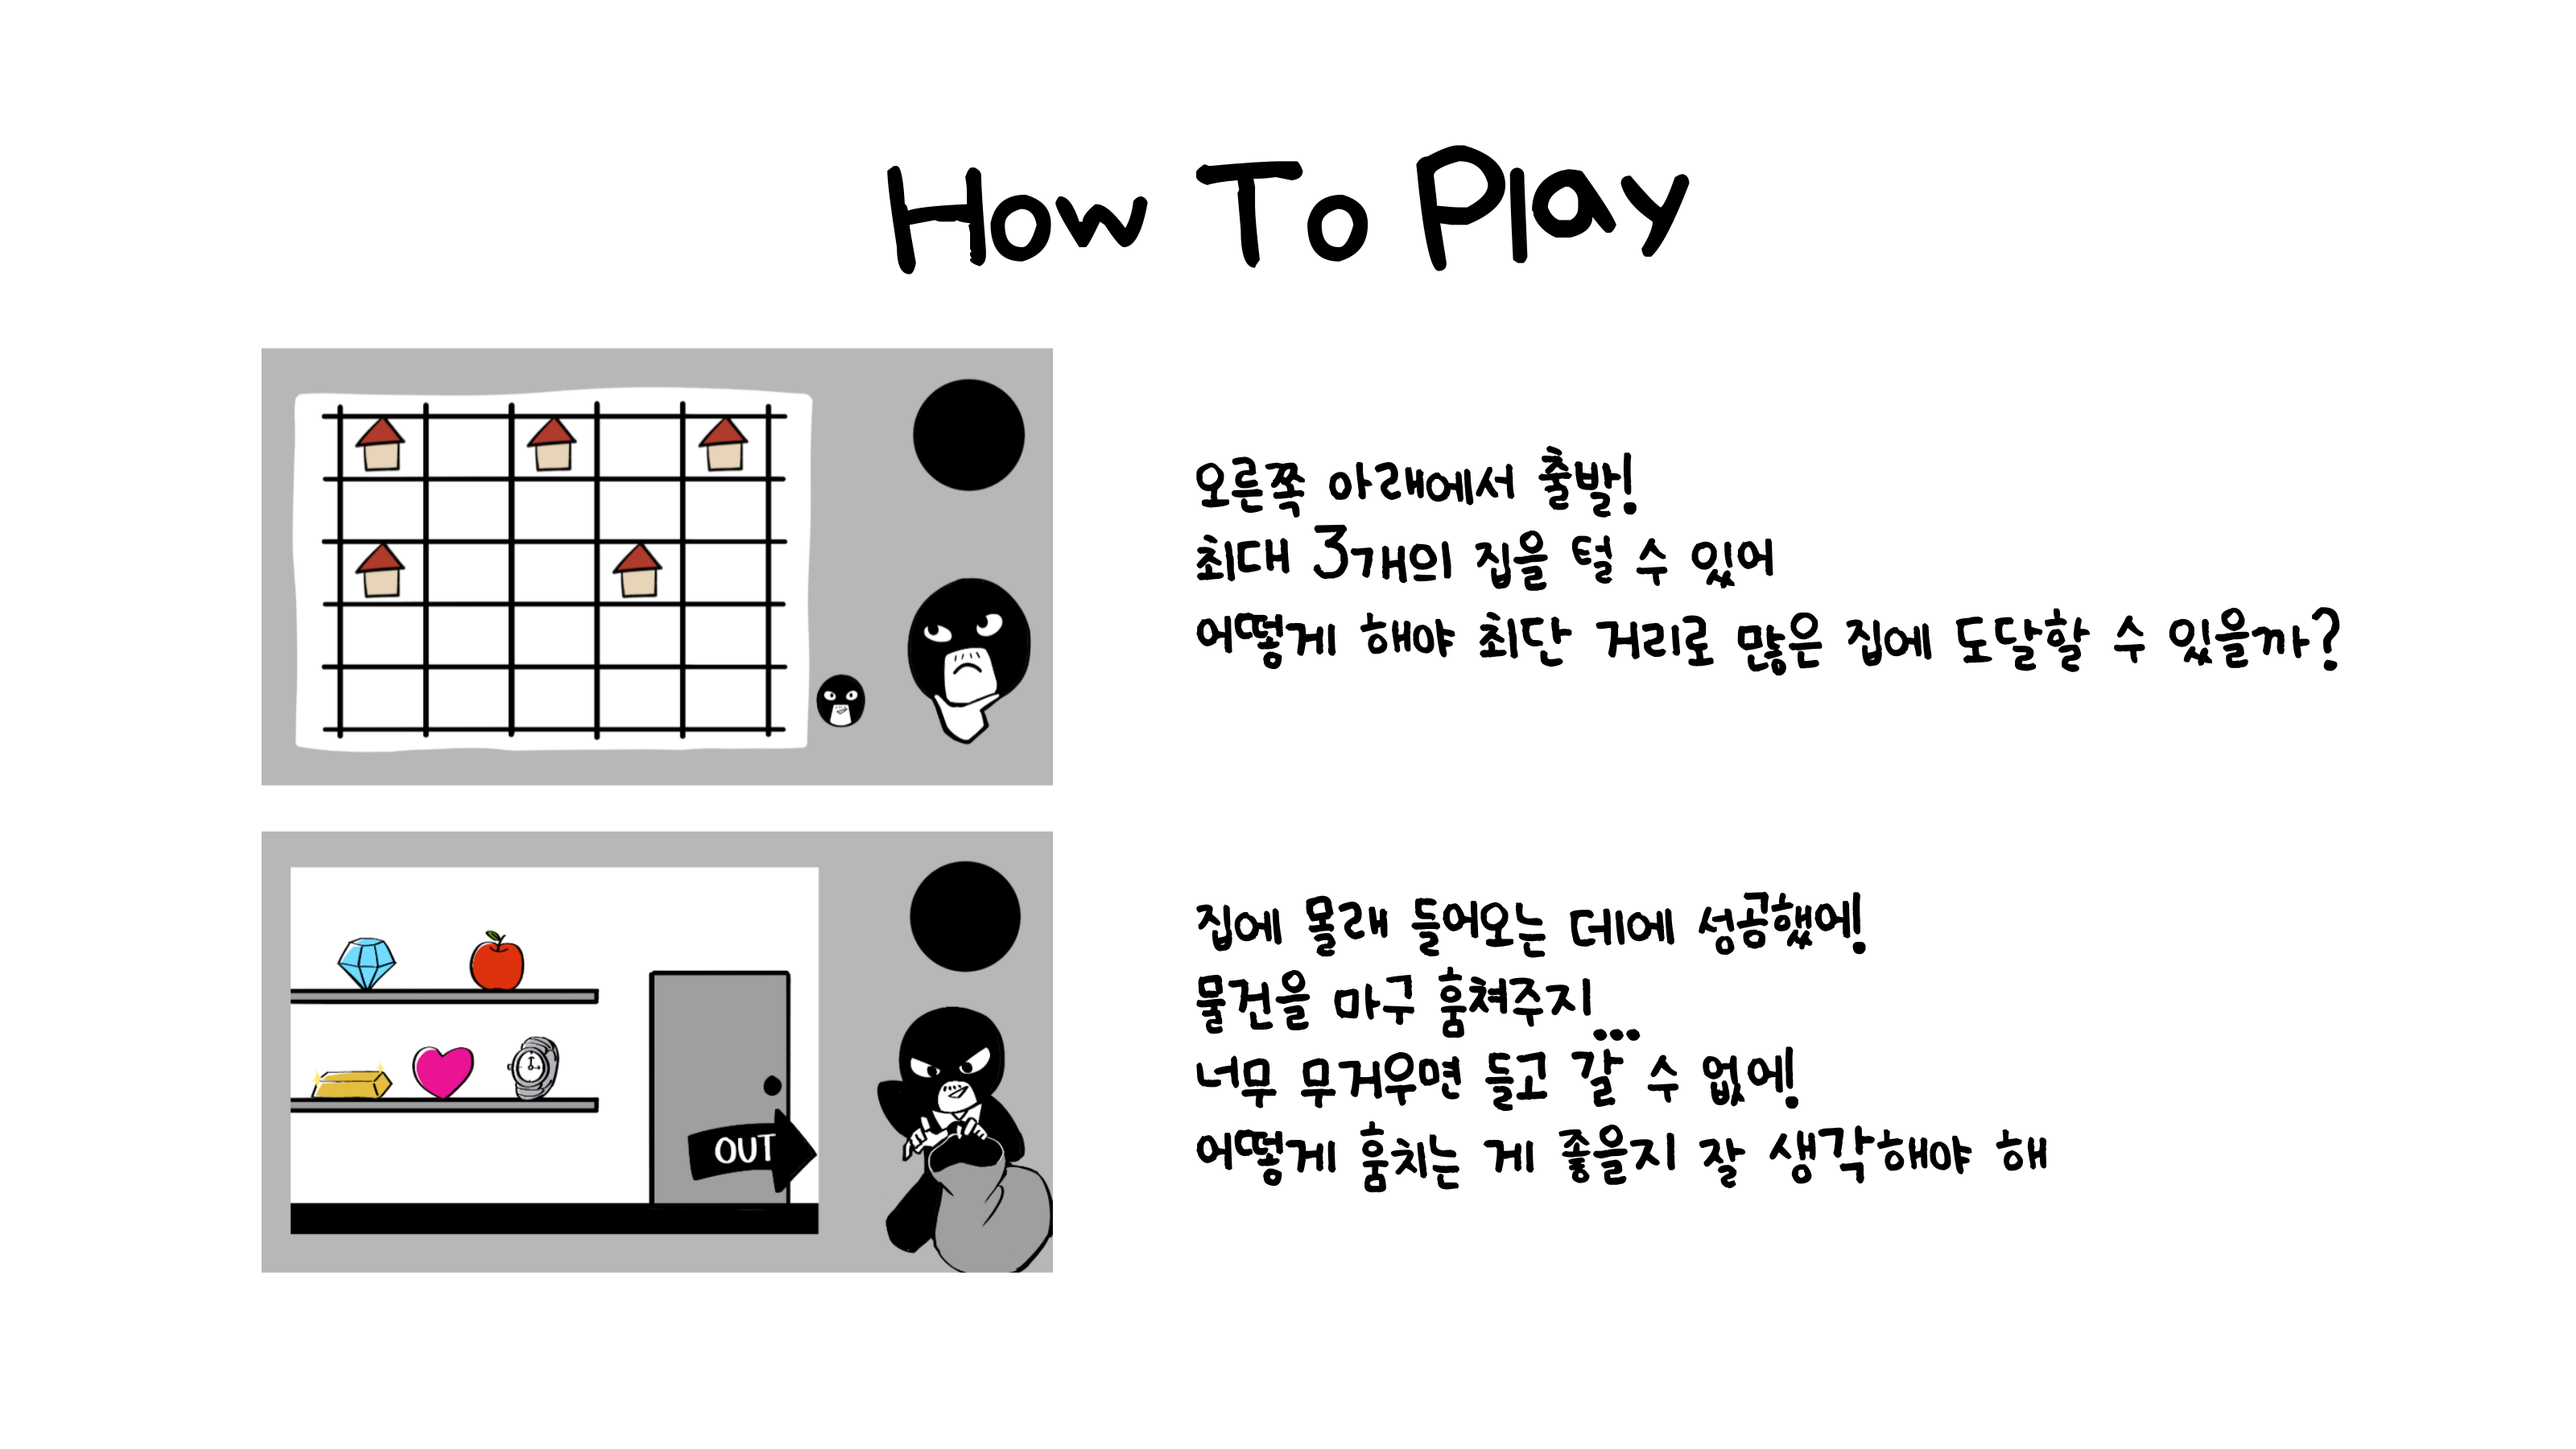 How To Play
오른쪽 아래에서 출발!
최대 3개의 집을 털 수 있어
어떻게 해야 최단 거리로 많은 집에 도달할 수 있을까?
집에 몰래 들어오는 데에 성공했어!
물건을 마구 훔쳐주지...
너무 무거우면 들고 갈 수 없어!
어떻게 훔치는 게 좋을지 잘 생각해야 해
OUT